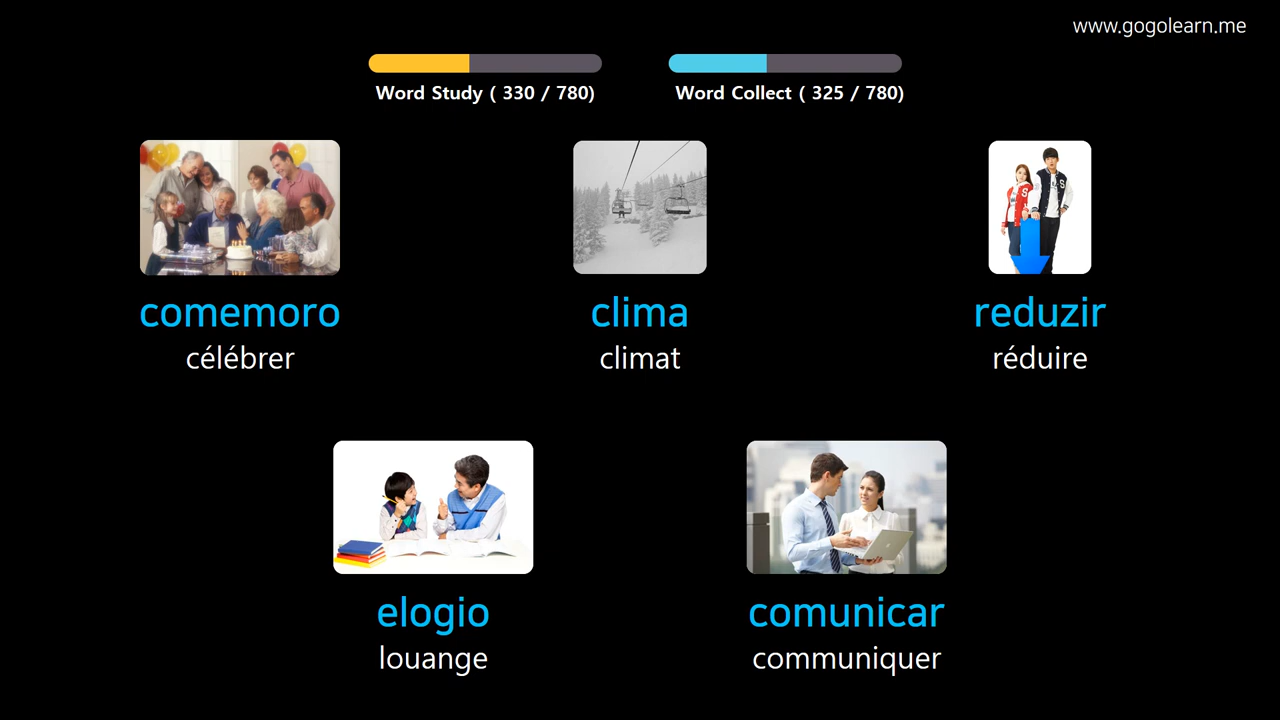 www.gogolearn.me
Word Study ( 330 / 780)
Word Collect ( 325 / 780)
comemoro
célébrer
clima
climat
reduzir
réduire
elogio
louange
comunicar
communiquer